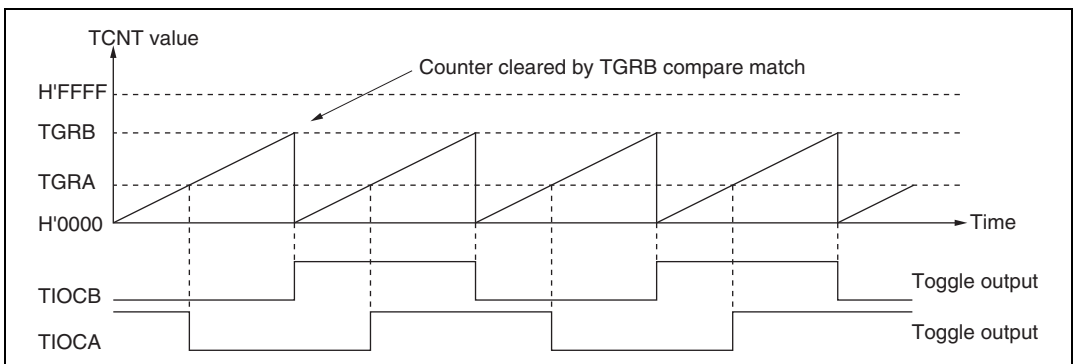 TCNT value
Counter cleared by TGRB compare match
H'FFFF
TGRB
TGRA
H'0000
Time
TIOCB
Toggle output
TIOCA
Toggle output